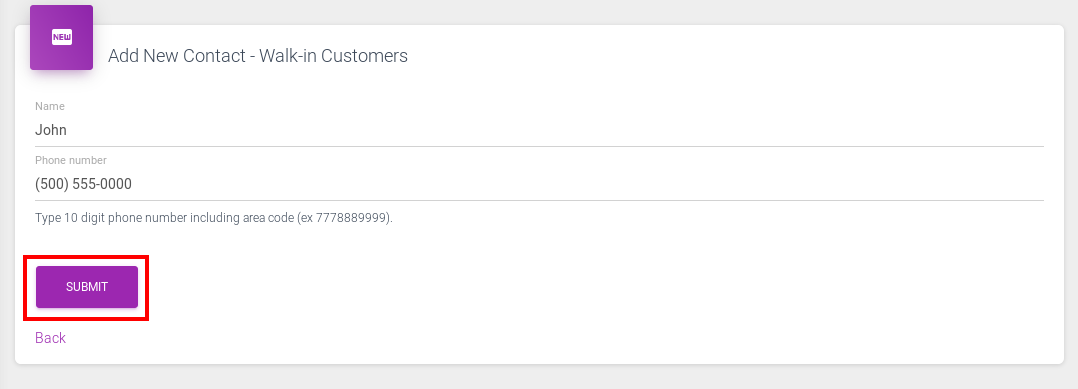 NEW
Add New Contact - Walk-in Customers
Name
John
Phone number
(500) 555-0000
Type 10 digit phone number including area code (ex 7778889999).
SUBMIT
Back